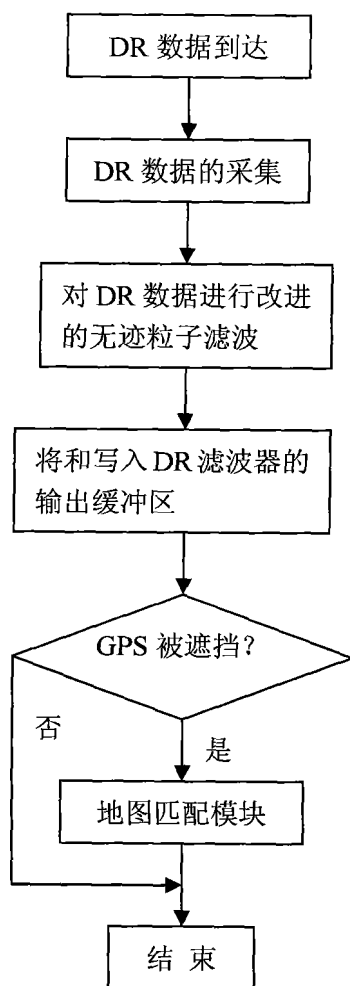 DR 数据到达
DR 数据的采集
对 DR 数据进行改进
的无迹粒子滤波
将和写入 DR 滤波器的
输出缓冲区
GPS 被遮挡？
否
是
地图匹配模块
结 束